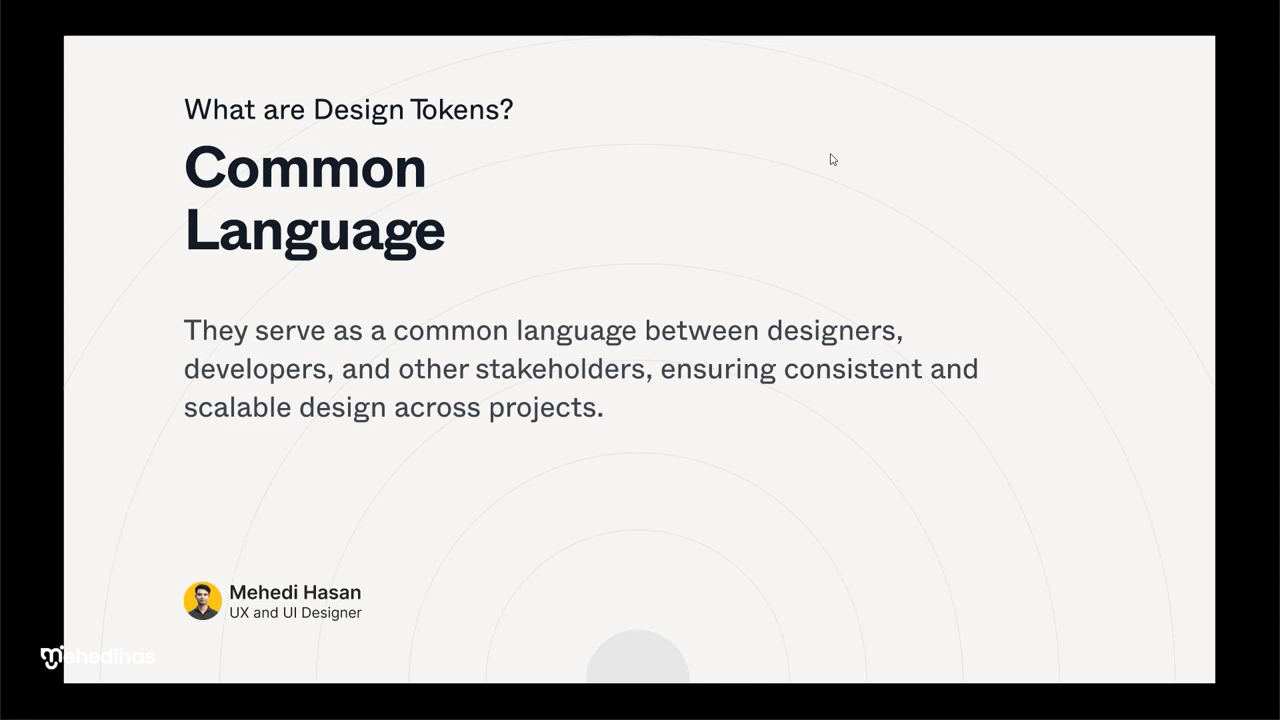 What are Design Tokens?
Common
Language
They serve as a common language between designers,
developers, and other stakeholders, ensuring consistent and
scalable design across projects.
Mehedi Hasan
UX and UI Designer
mehedihas